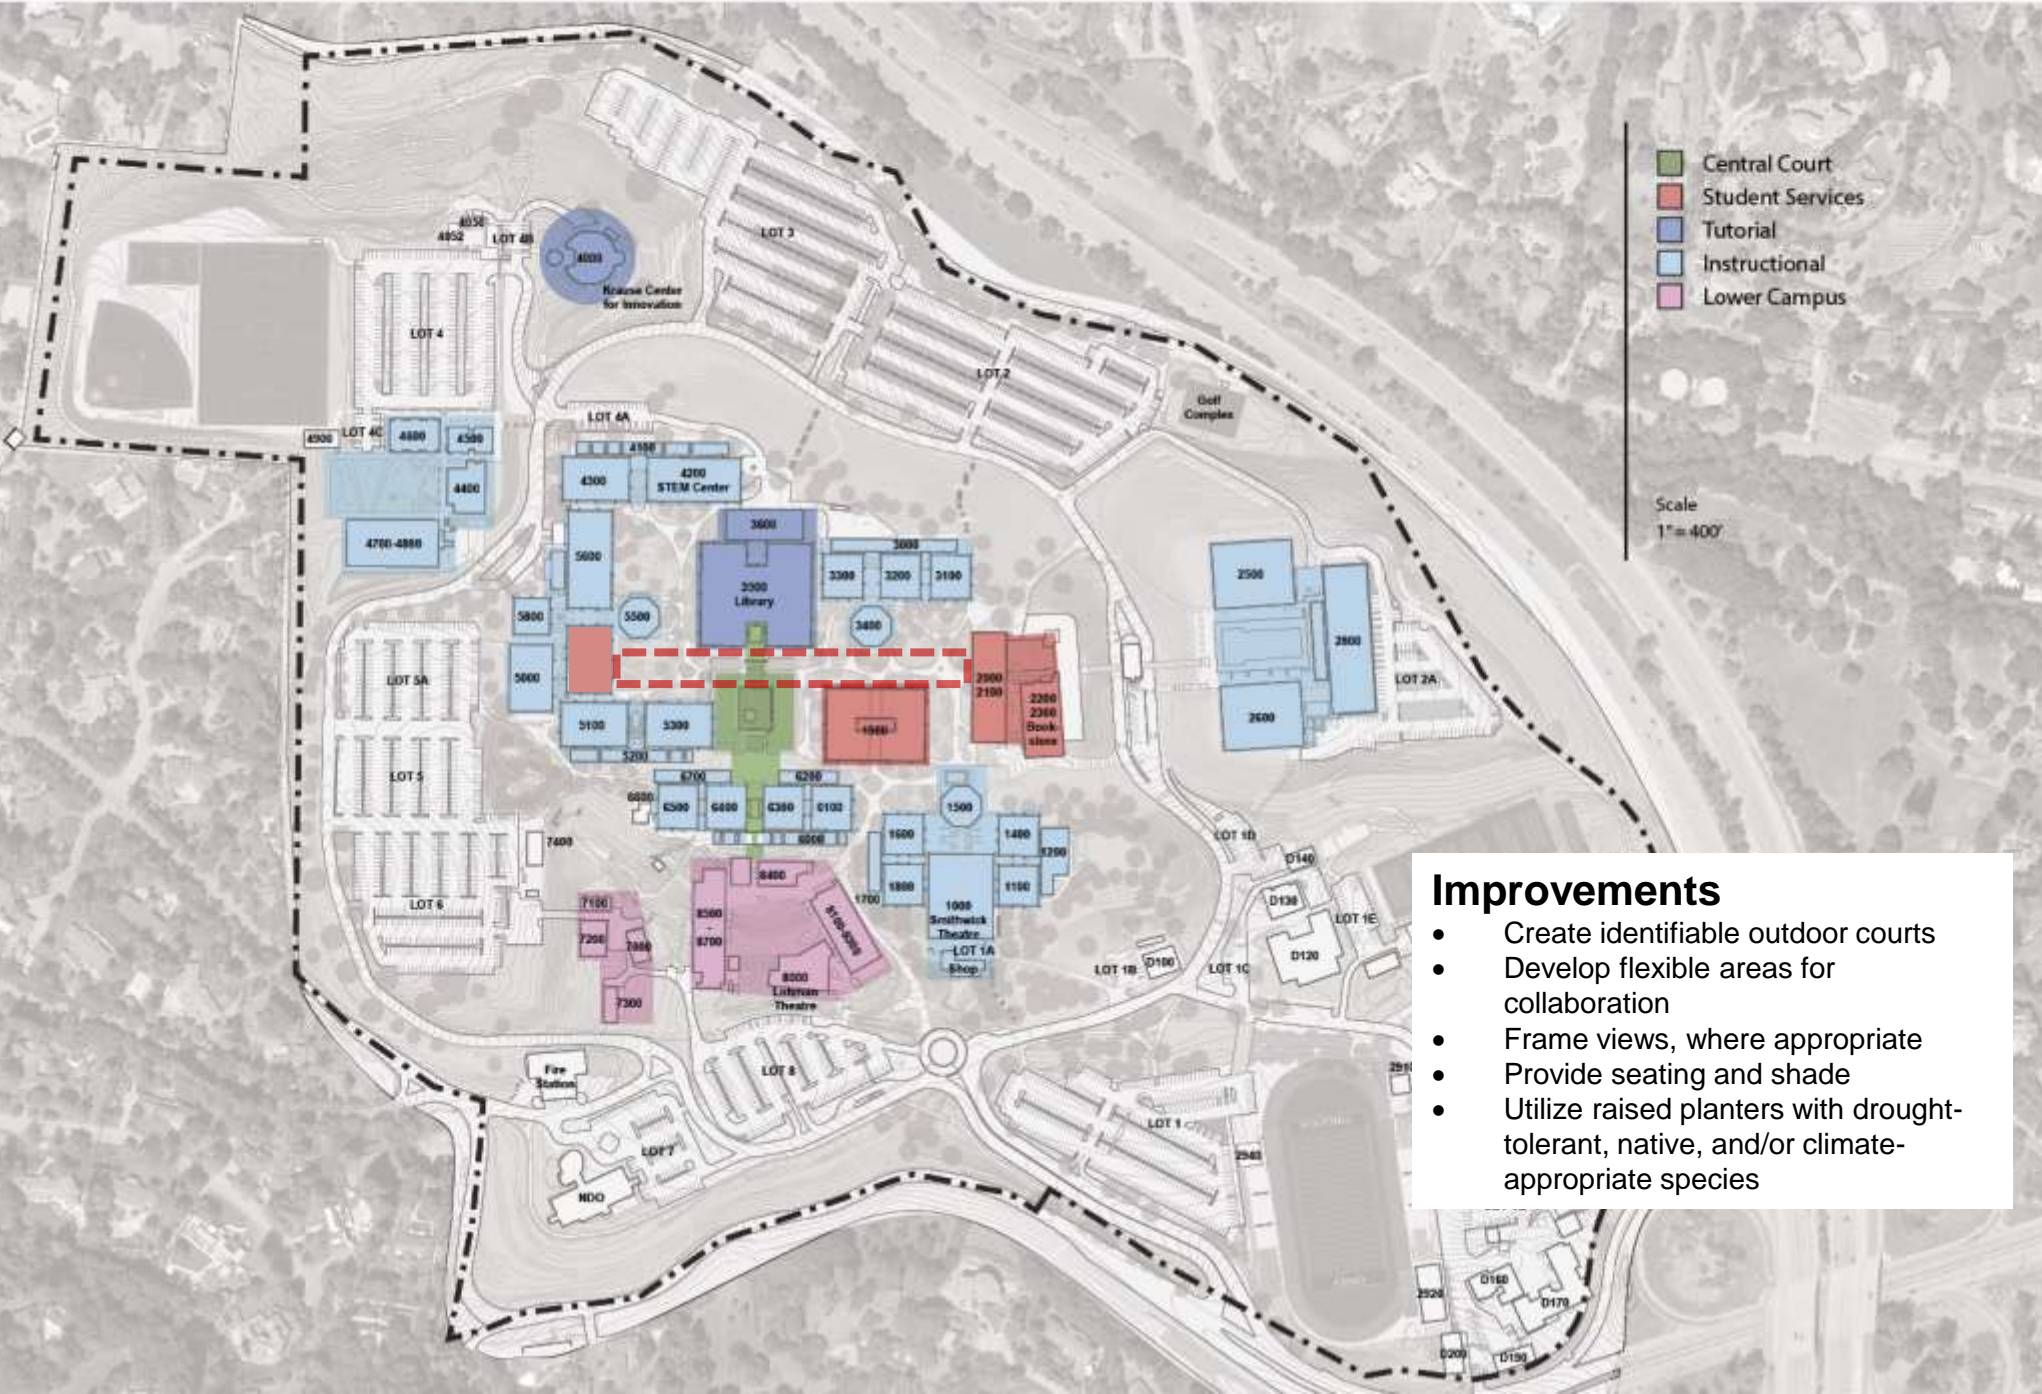 Central Court
Student Services
Tutorial
Instructional
Lower Campus
Scale
1"= 400'
4050
4052
LOT 4B
4000
Krause Center
for Innovation
LOT 3
LOT 4
LOT 2
Golf
Complex
LOT 4A
4900
LOT 4C
4600
4500
4100
4300
4200
STEM Center
4400
4700-4800
3600
3000
5600
3500
Library
3300
3200
3100
2500
5800
5500
3400
2800
5000
LOT 5A
LOT 2A
2100
2200
2300
Book-
store
2600
5100
5300
5200
LOT 5
6700
6200
6600
6500
6400
6300
6100
6000
1500
1600
1400
1200
LOT 1D
7400
D140
8400
1800
1100
1700
LOT 6
7100
D130
LOT 1E
1000
Smithwick
Theatre
7200
LOT 1A
Shop
D100
LOT 1B
LOT 1C
D120
8000
Lohman
Theatre
7300
Fire
Station
LOT 8
LOT 7
LOT 1
NDO
2920
D160
D170
D200
D190
Improvements
• Create identifiable outdoor courts
• Develop flexible areas for
collaboration
• Frame views, where appropriate
• Provide seating and shade
• Utilize raised planters with drought-
tolerant, native, and/or climate-
appropriate species